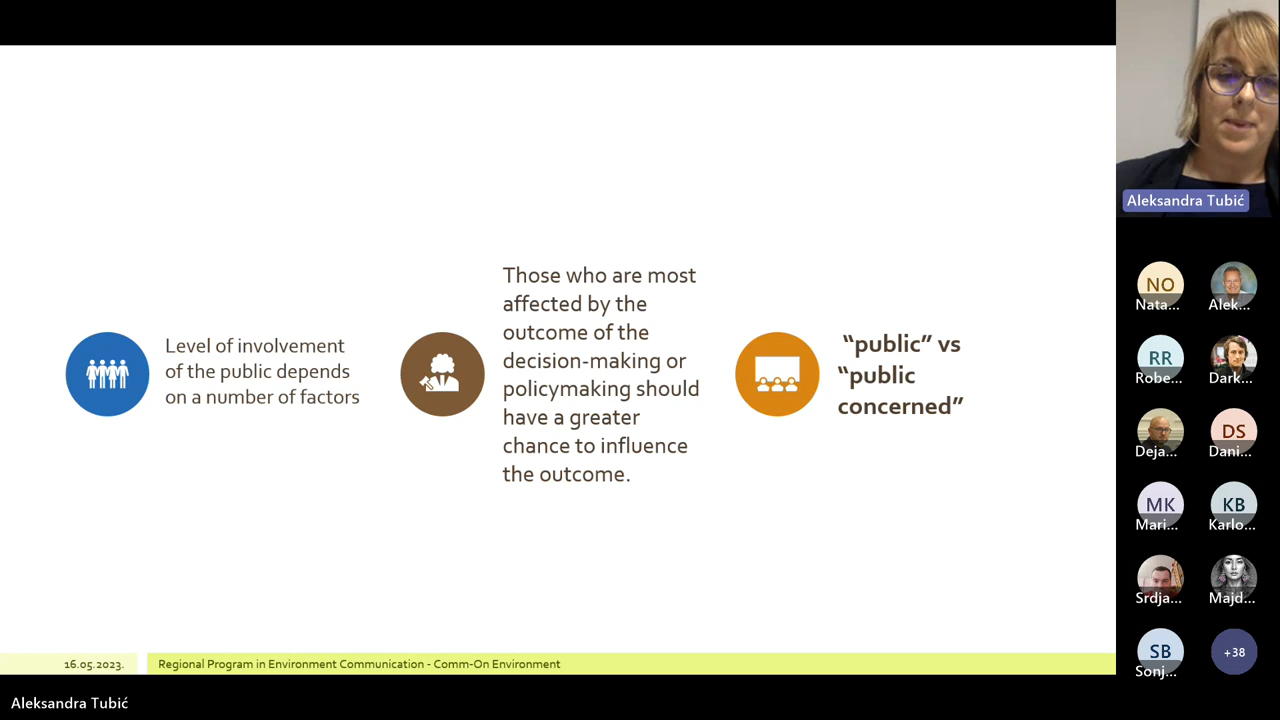 Level of involvement
of the public depends
on a number of factors
Those who are most
affected by the
outcome of the
decision-making or
policymaking should
have a greater
chance to influence
the outcome.
“public” vs
“public
concerned”
16.05.2023.
Regional Program in Environment Communication - Comm-On Environment
Aleksandra Tubić
Aleksandra Tubić
NO
Nata...
Alek...
RR
Robe...
Dark...
Deja...
DS
Dani...
MK
Mari...
KB
Karlo...
Srdja...
Majd...
SB
Sonj...
+38